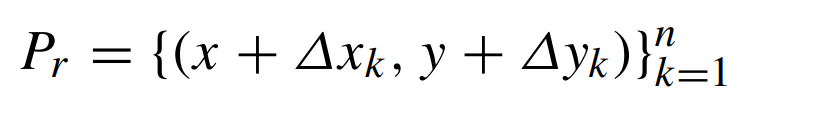 P_r = {(x + Δx_k, y + Δy_k)}_{k=1}^{n}